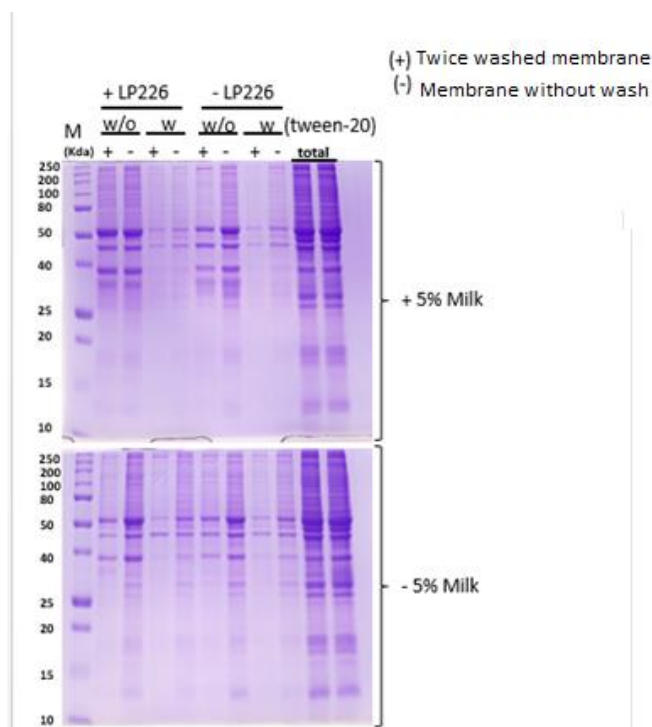 (+) Twice washed membrane
(-) Membrane without wash
+ LP226 - LP226
M w/o w w/o w (tween-20)
(Kda) + - + - + - + - total
250
200
100
80
50
40
25
20
15
10
+ 5% Milk
250
200
100
80
50
40
25
20
15
10
- 5% Milk